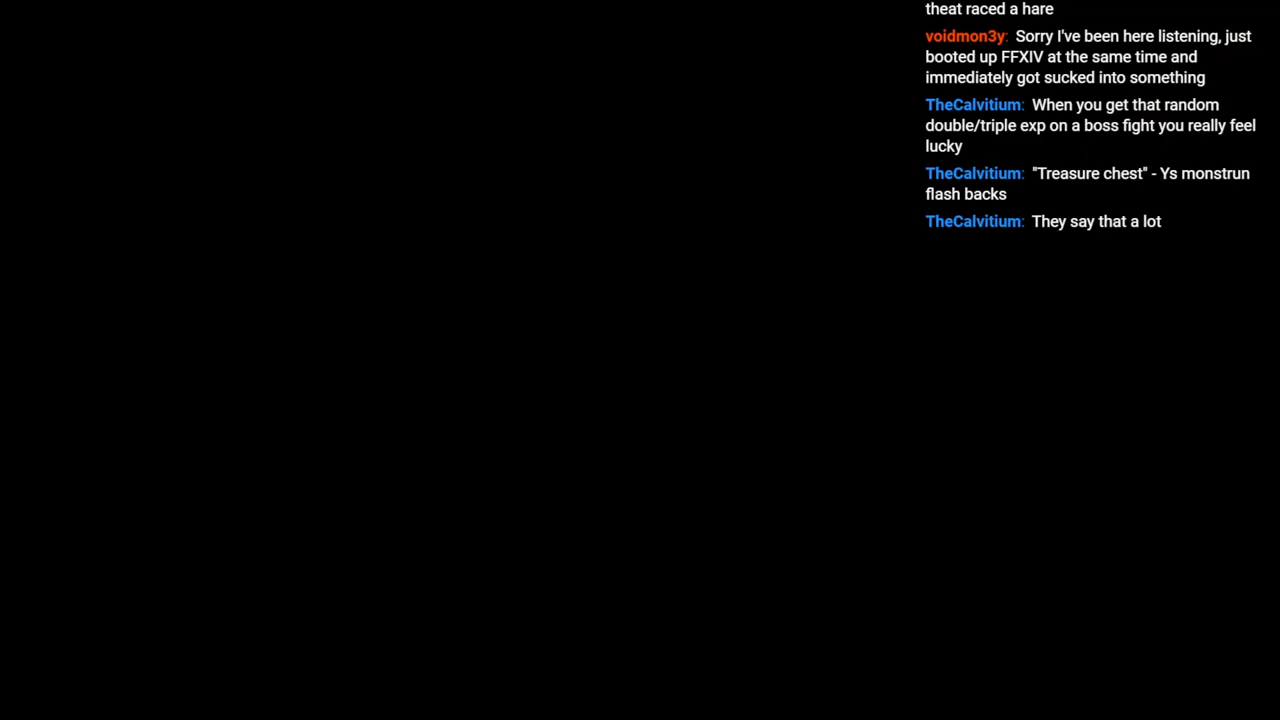 theat raced a hare
voidmon3y: Sorry I've been here listening, just
booted up FFXIV at the same time and
immediately got sucked into something
TheCalvitium: When you get that random
double/triple exp on a boss fight you really feel
lucky
TheCalvitium: "Treasure chest" - Ys monstrun
flash backs
TheCalvitium: They say that a lot